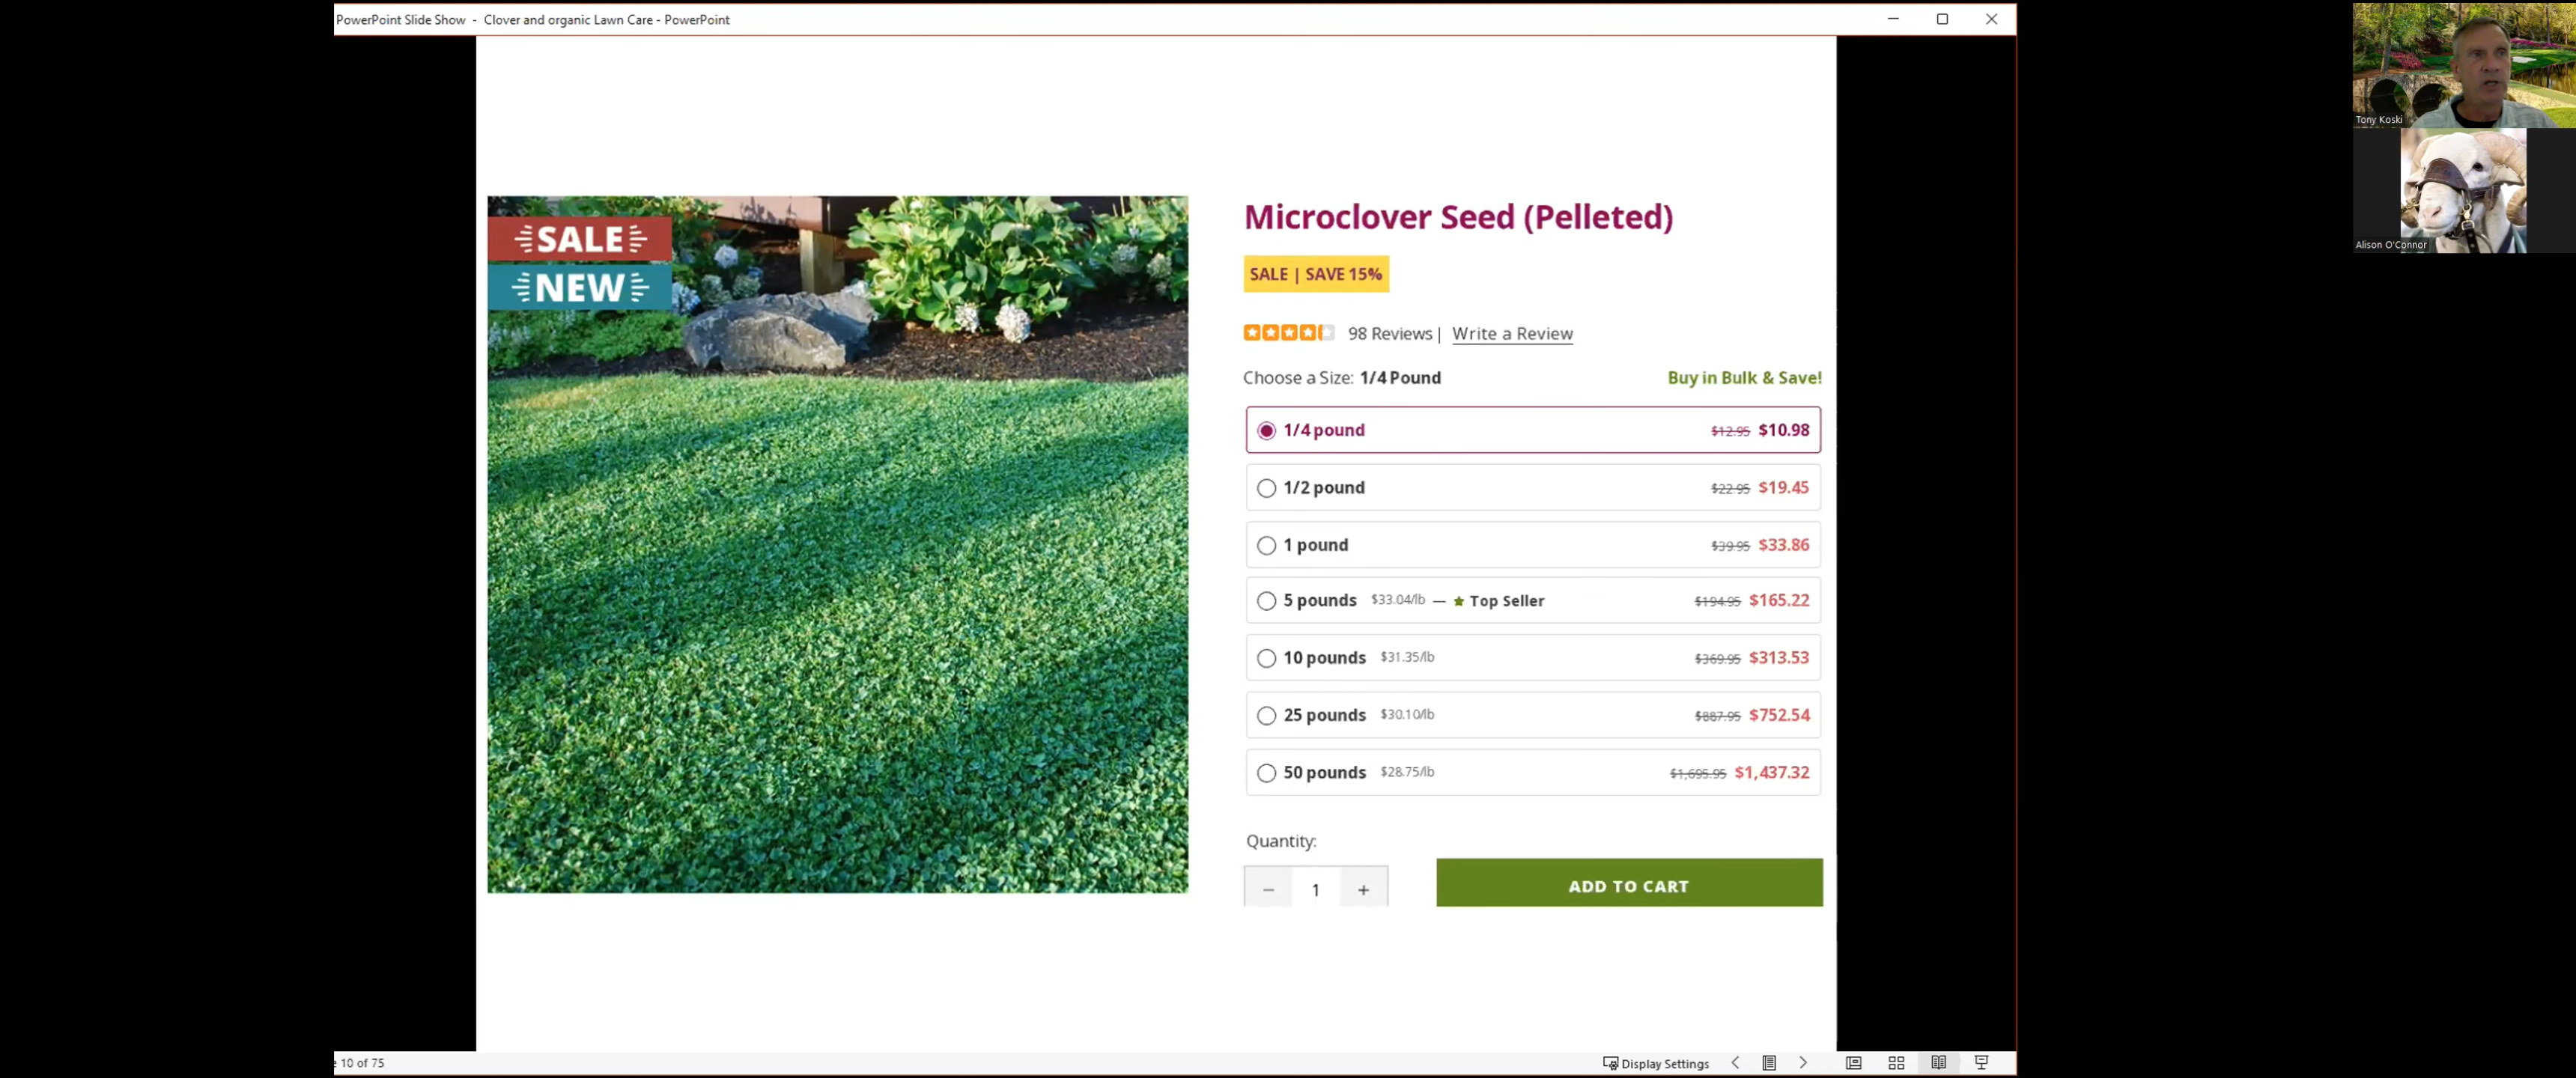 PowerPoint Slide Show - Clover and organic Lawn Care - PowerPoint
SALE
NEW
Microclover Seed (Pelleted)
SALE | SAVE 15%
98 Reviews | Write a Review
Choose a Size: 1/4 Pound Buy in Bulk & Save!
1/4 pound $12.95 $10.98
1/2 pound $22.95 $19.45
1 pound $39.95 $33.86
5 pounds $33.04/lb — ★ Top Seller $194.95 $165.22
10 pounds $31.35/lb $369.95 $313.53
25 pounds $30.10/lb $887.95 $752.54
50 pounds $28.75/lb $1,695.95 $1,437.32
Quantity:
− 1 + ADD TO CART
10 of 75 Display Settings
Tony Koski
Alison O'Connor